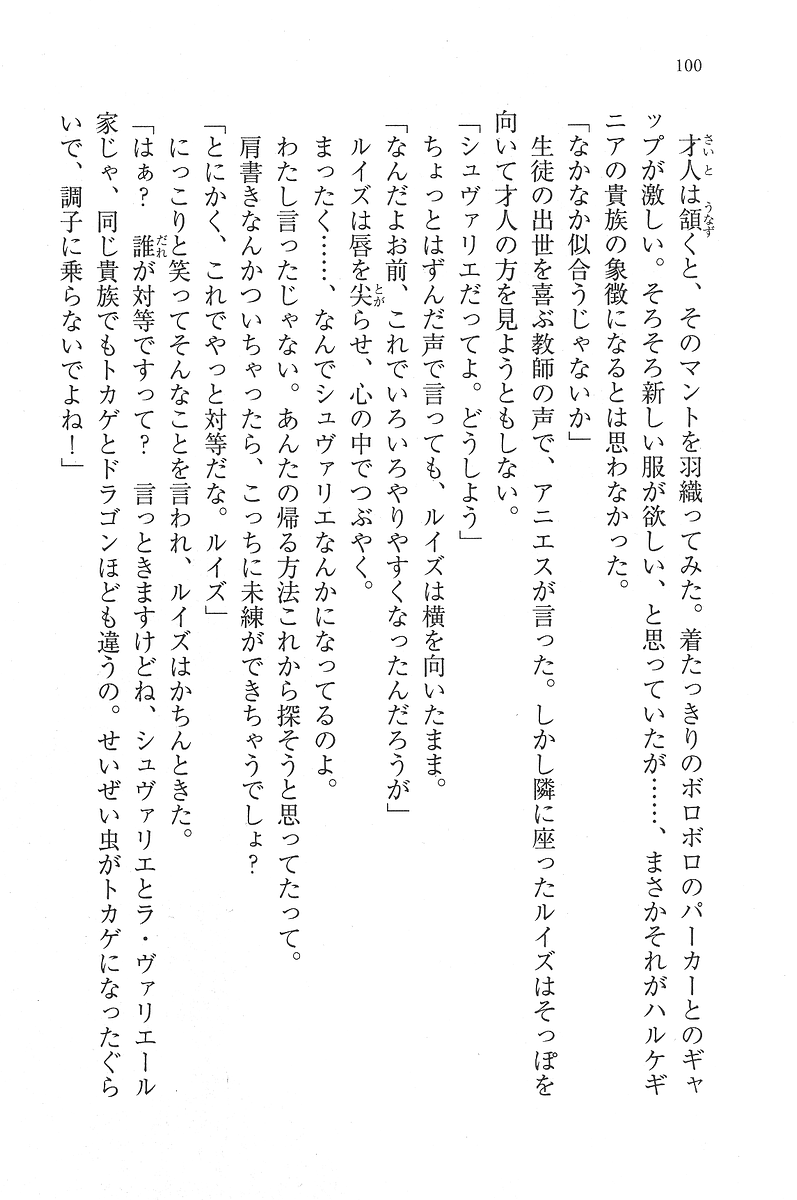 100
才人は頷くと、そのマントを羽織ってみた。着たっきりのボロボロのパーカーとのギャ
ップが激しい。そろそろ新しい服が欲しい、と思っていたが……、まさかそれがハルケギ
ニアの貴族の象徴になるとは思わなかった。
「なかなか似合うじゃないか」
生徒の出世を喜ぶ教師の声で、アニエスが言った。しかし隣に座ったルイズはそっぽを
向いて才人の方を見ようともしない。
「シュヴァリエだってよ。どうしよう」
ちょっとはずんだ声で言っても、ルイズは横を向いたまま。
「なんだよお前、これでいろいろやりやすくなったんだろうが」
ルイズは唇を尖らせ、心の中でつぶやく。
まったく……、なんでシュヴァリエなんかになってるのよ。
わたし言ったじゃない。あんたの帰る方法これから探そうと思ってたって。
肩書きなんかついちゃったら、こっちに未練ができちゃうでしょ？
「とにかく、これでやっと対等だな。ルイズ」
にっこりと笑ってそんなことを言われ、ルイズはかちんときた。
「はぁ？　誰が対等ですって？　言っときますけどね、シュヴァリエとラ・ヴァリエール
家じゃ、同じ貴族でもトカゲとドラゴンほども違うの。せいぜい虫がトカゲになったぐら
いで、調子に乗らないでよね！」